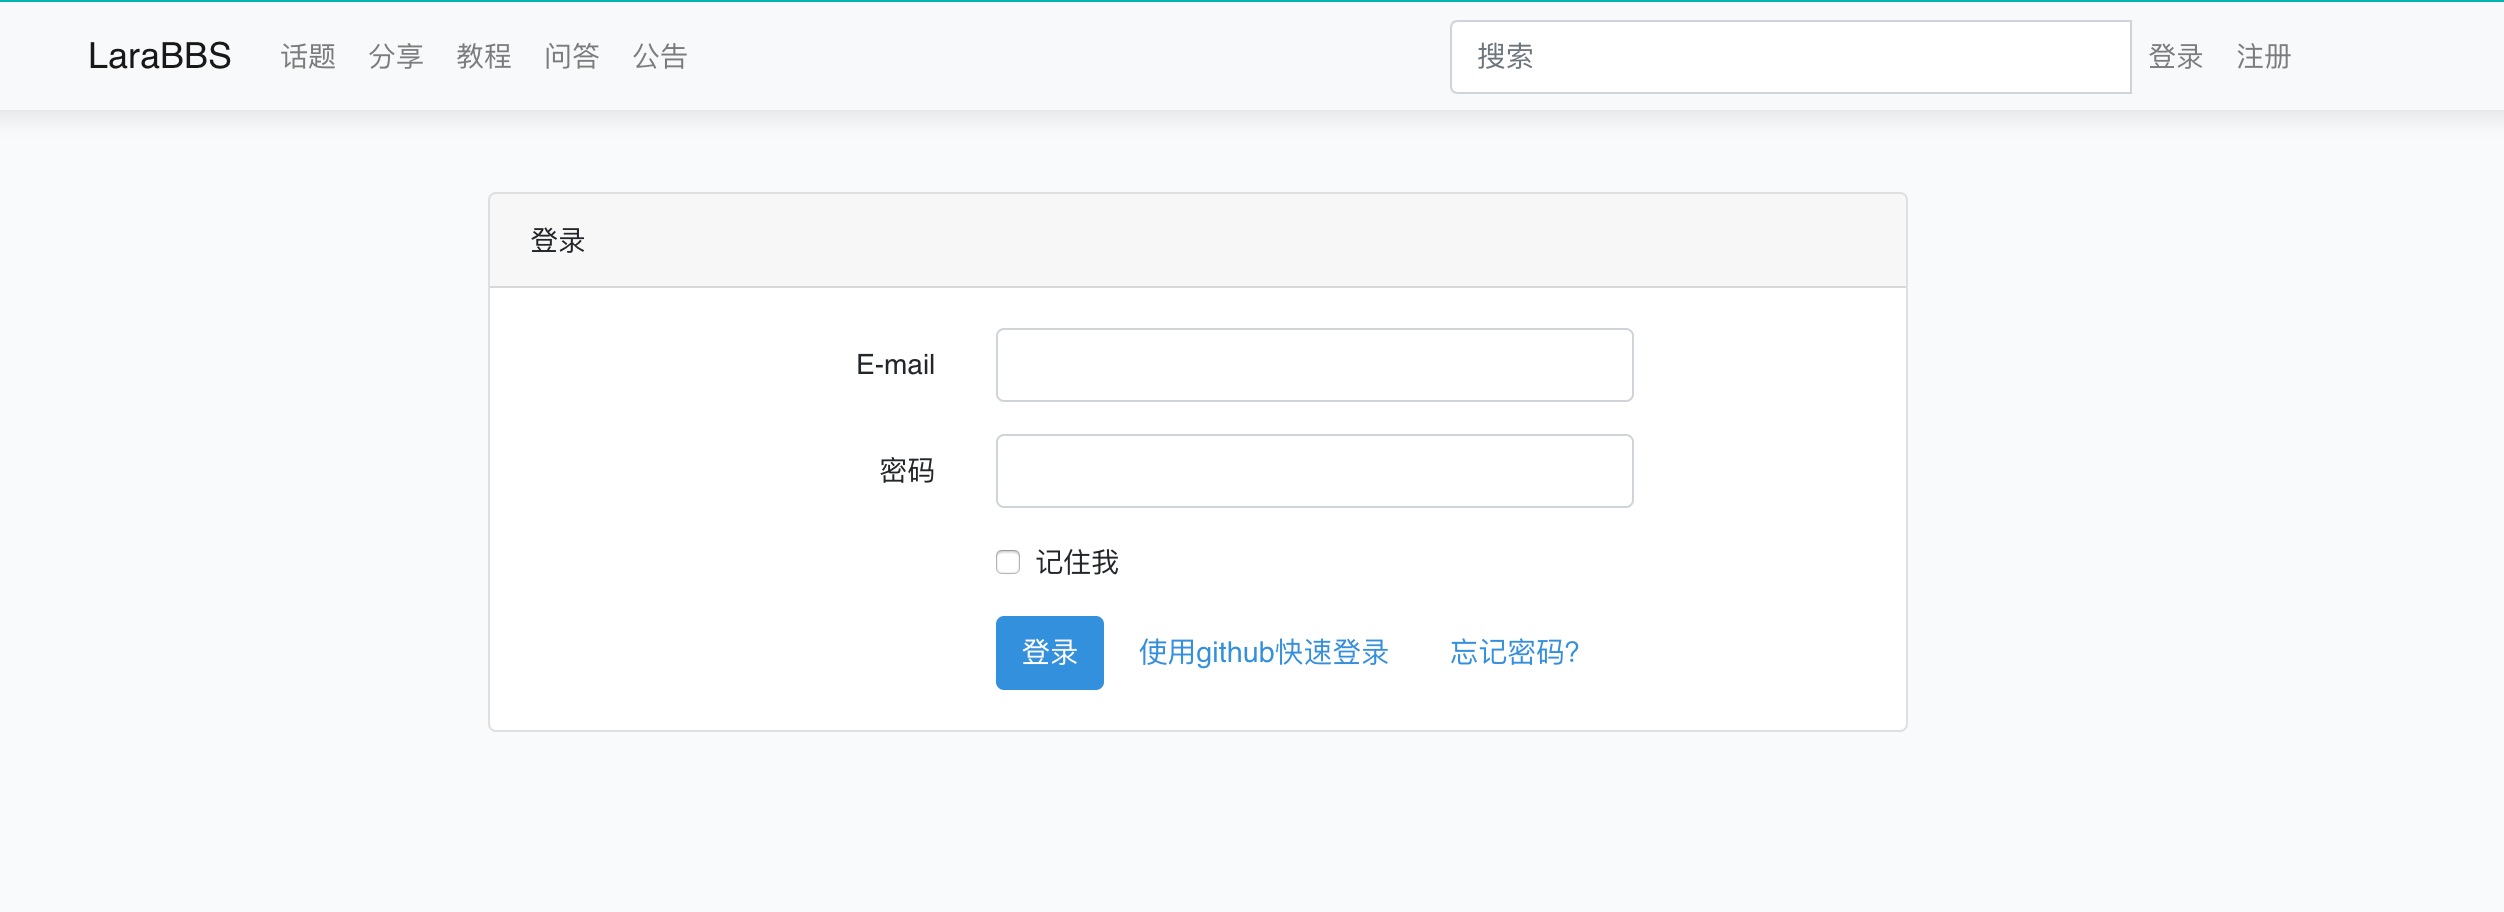 LaraBBS 话题 分享 教程 问答 公告 搜索 登录 注册
登录
E-mail
密码
记住我
登录 使用github快速登录 忘记密码?